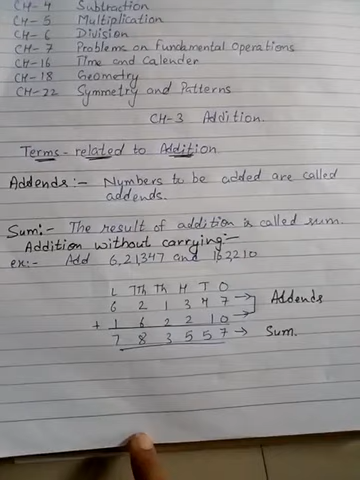 CH-4 Subtraction
CH-5 Multiplication
CH-6 Division
CH-7 Problems on Fundamental Operations
CH-16 Time and Calender
CH-18 Geometry
CH-22 Symmetry and Patterns
CH-3 Addition.
Terms-related to Addition
Addends:- Numbers to be added are called
addends.
Sum:- The result of addition is called sum.
Addition without carrying:-
ex:- Add 6,21,347 and 1,62210
L TTh Th H T O
6 2 1 3 4 7 → Addends
+ 1 6 2 2 1 0 →
7 8 3 5 5 7 → Sum.